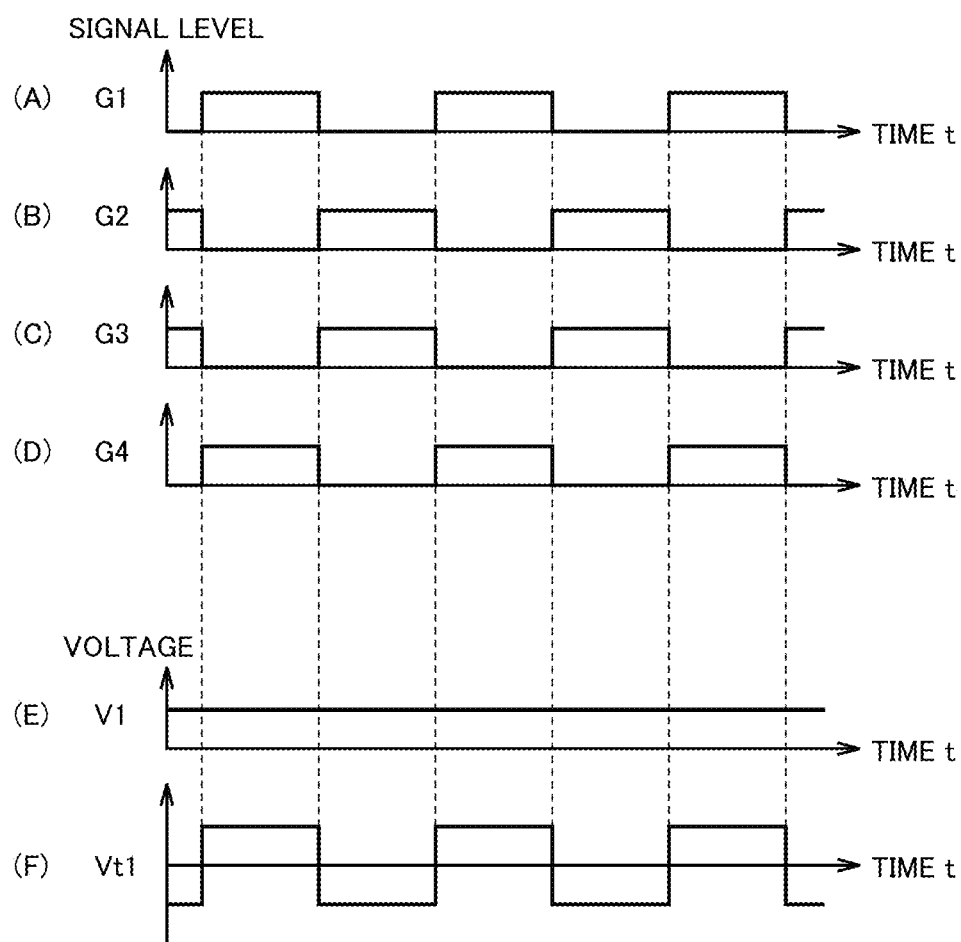 SIGNAL LEVEL
(A) G1 TIME t
(B) G2 TIME t
(C) G3 TIME t
(D) G4 TIME t
VOLTAGE
(E) V1 TIME t
(F) Vt1 TIME t